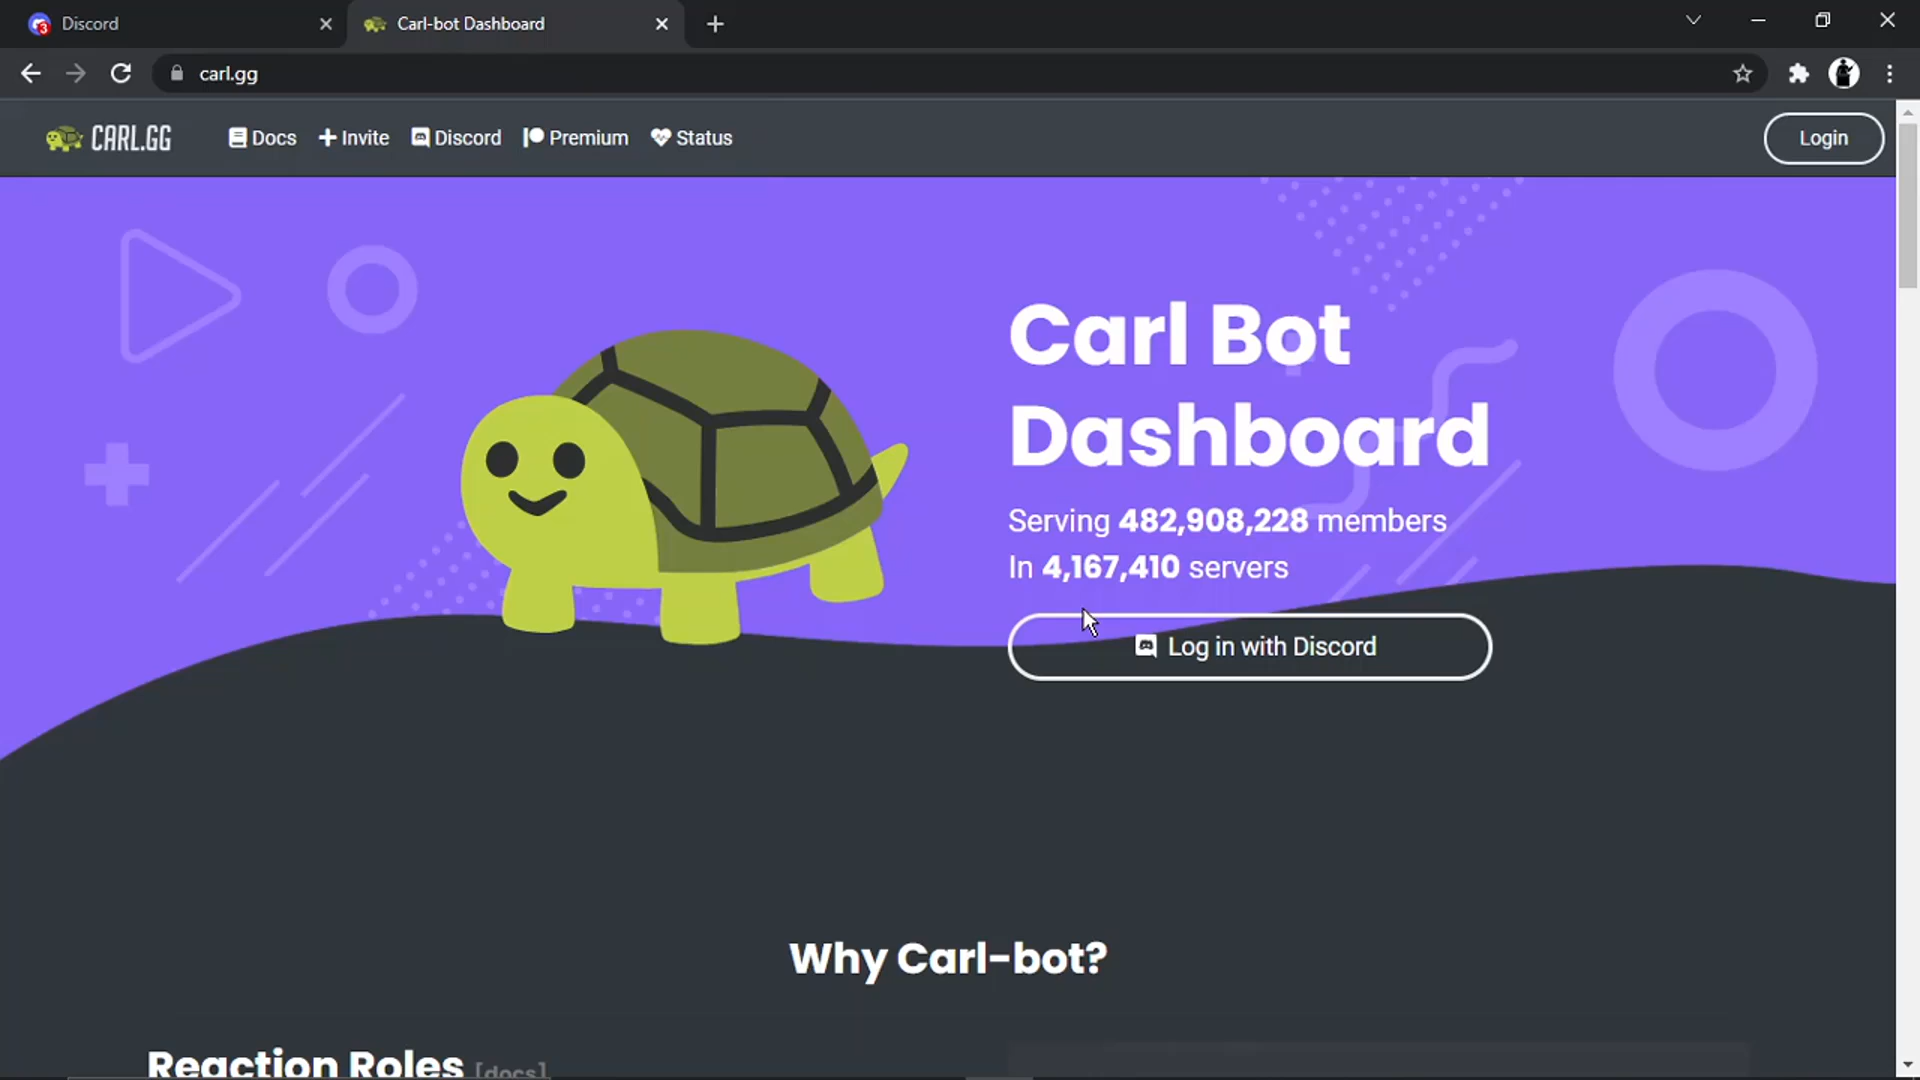 Discord
Carl-bot Dashboard
carl.gg
CARL.GG
Docs
Invite
Discord
Premium
Status
Login
Carl Bot
Dashboard
Serving 482,908,228 members
In 4,167,410 servers
Log in with Discord
Why Carl-bot?
Reaction Roles [docs]